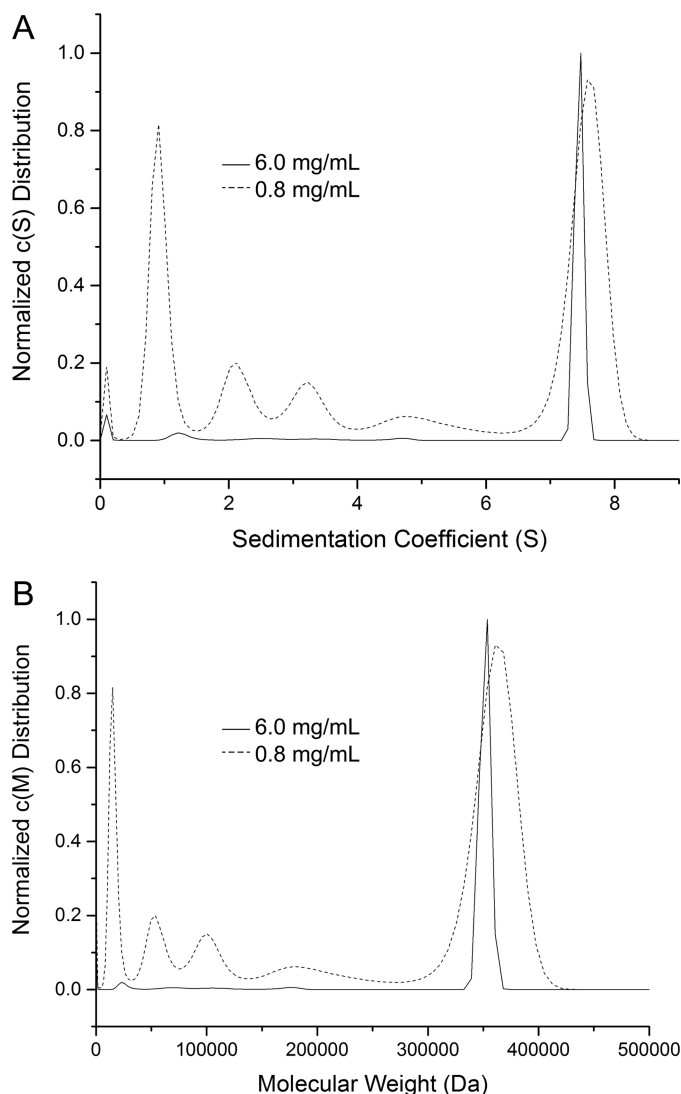 A
Normalized c(S) Distribution
1.0
0.8
0.6
0.4
0.2
0.0
6.0 mg/mL
0.8 mg/mL
0 2 4 6 8
Sedimentation Coefficient (S)
B
Normalized c(M) Distribution
1.0
0.8
0.6
0.4
0.2
0.0
6.0 mg/mL
0.8 mg/mL
0 100000 200000 300000 400000 500000
Molecular Weight (Da)